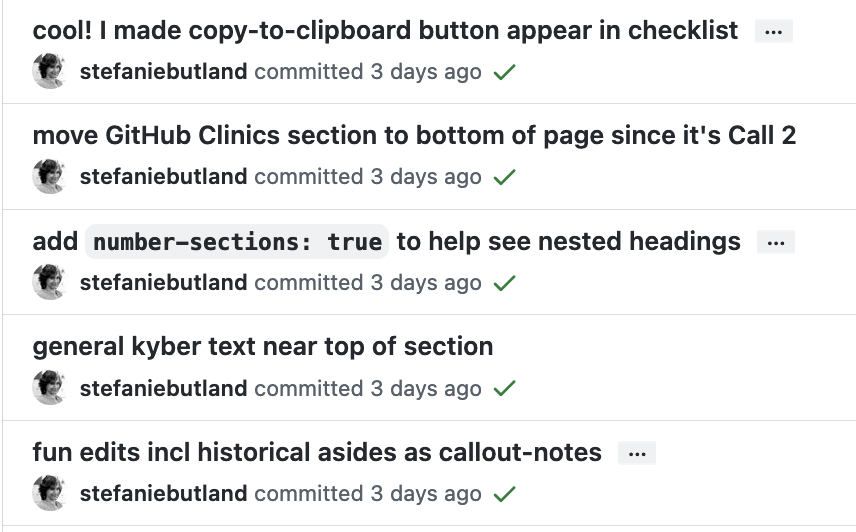 cool! I made copy-to-clipboard button appear in checklist ...
stefaniebutland committed 3 days ago ✓
move GitHub Clinics section to bottom of page since it's Call 2
stefaniebutland committed 3 days ago ✓
add number-sections: true to help see nested headings ...
stefaniebutland committed 3 days ago ✓
general kyber text near top of section
stefaniebutland committed 3 days ago ✓
fun edits incl historical asides as callout-notes ...
stefaniebutland committed 3 days ago ✓